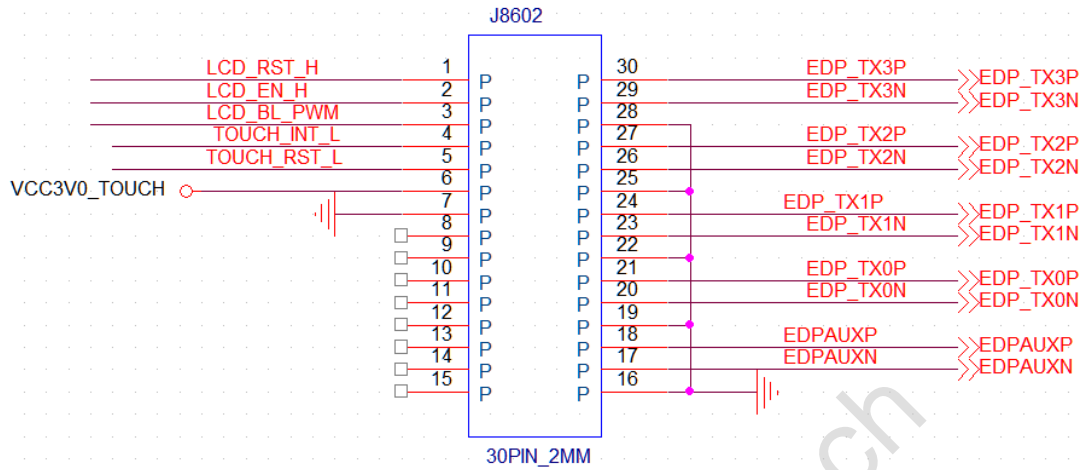 J8602
LCD_RST_H 1 P P 30 EDP_TX3P EDP_TX3P
LCD_EN_H 2 P P 29 EDP_TX3N EDP_TX3N
LCD_BL_PWM 3 P P 28
TOUCH_INT_L 4 P P 27 EDP_TX2P EDP_TX2P
TOUCH_RST_L 5 P P 26 EDP_TX2N EDP_TX2N
VCC3V0_TOUCH 6 P P 25
7 P P 24 EDP_TX1P EDP_TX1P
8 P P 23 EDP_TX1N EDP_TX1N
9 P P 22
10 P P 21 EDP_TX0P EDP_TX0P
11 P P 20 EDP_TX0N EDP_TX0N
12 P P 19
13 P P 18 EDPAUXP EDPAUXP
14 P P 17 EDPAUXN EDPAUXN
15 P P 16
30PIN_2MM
ch